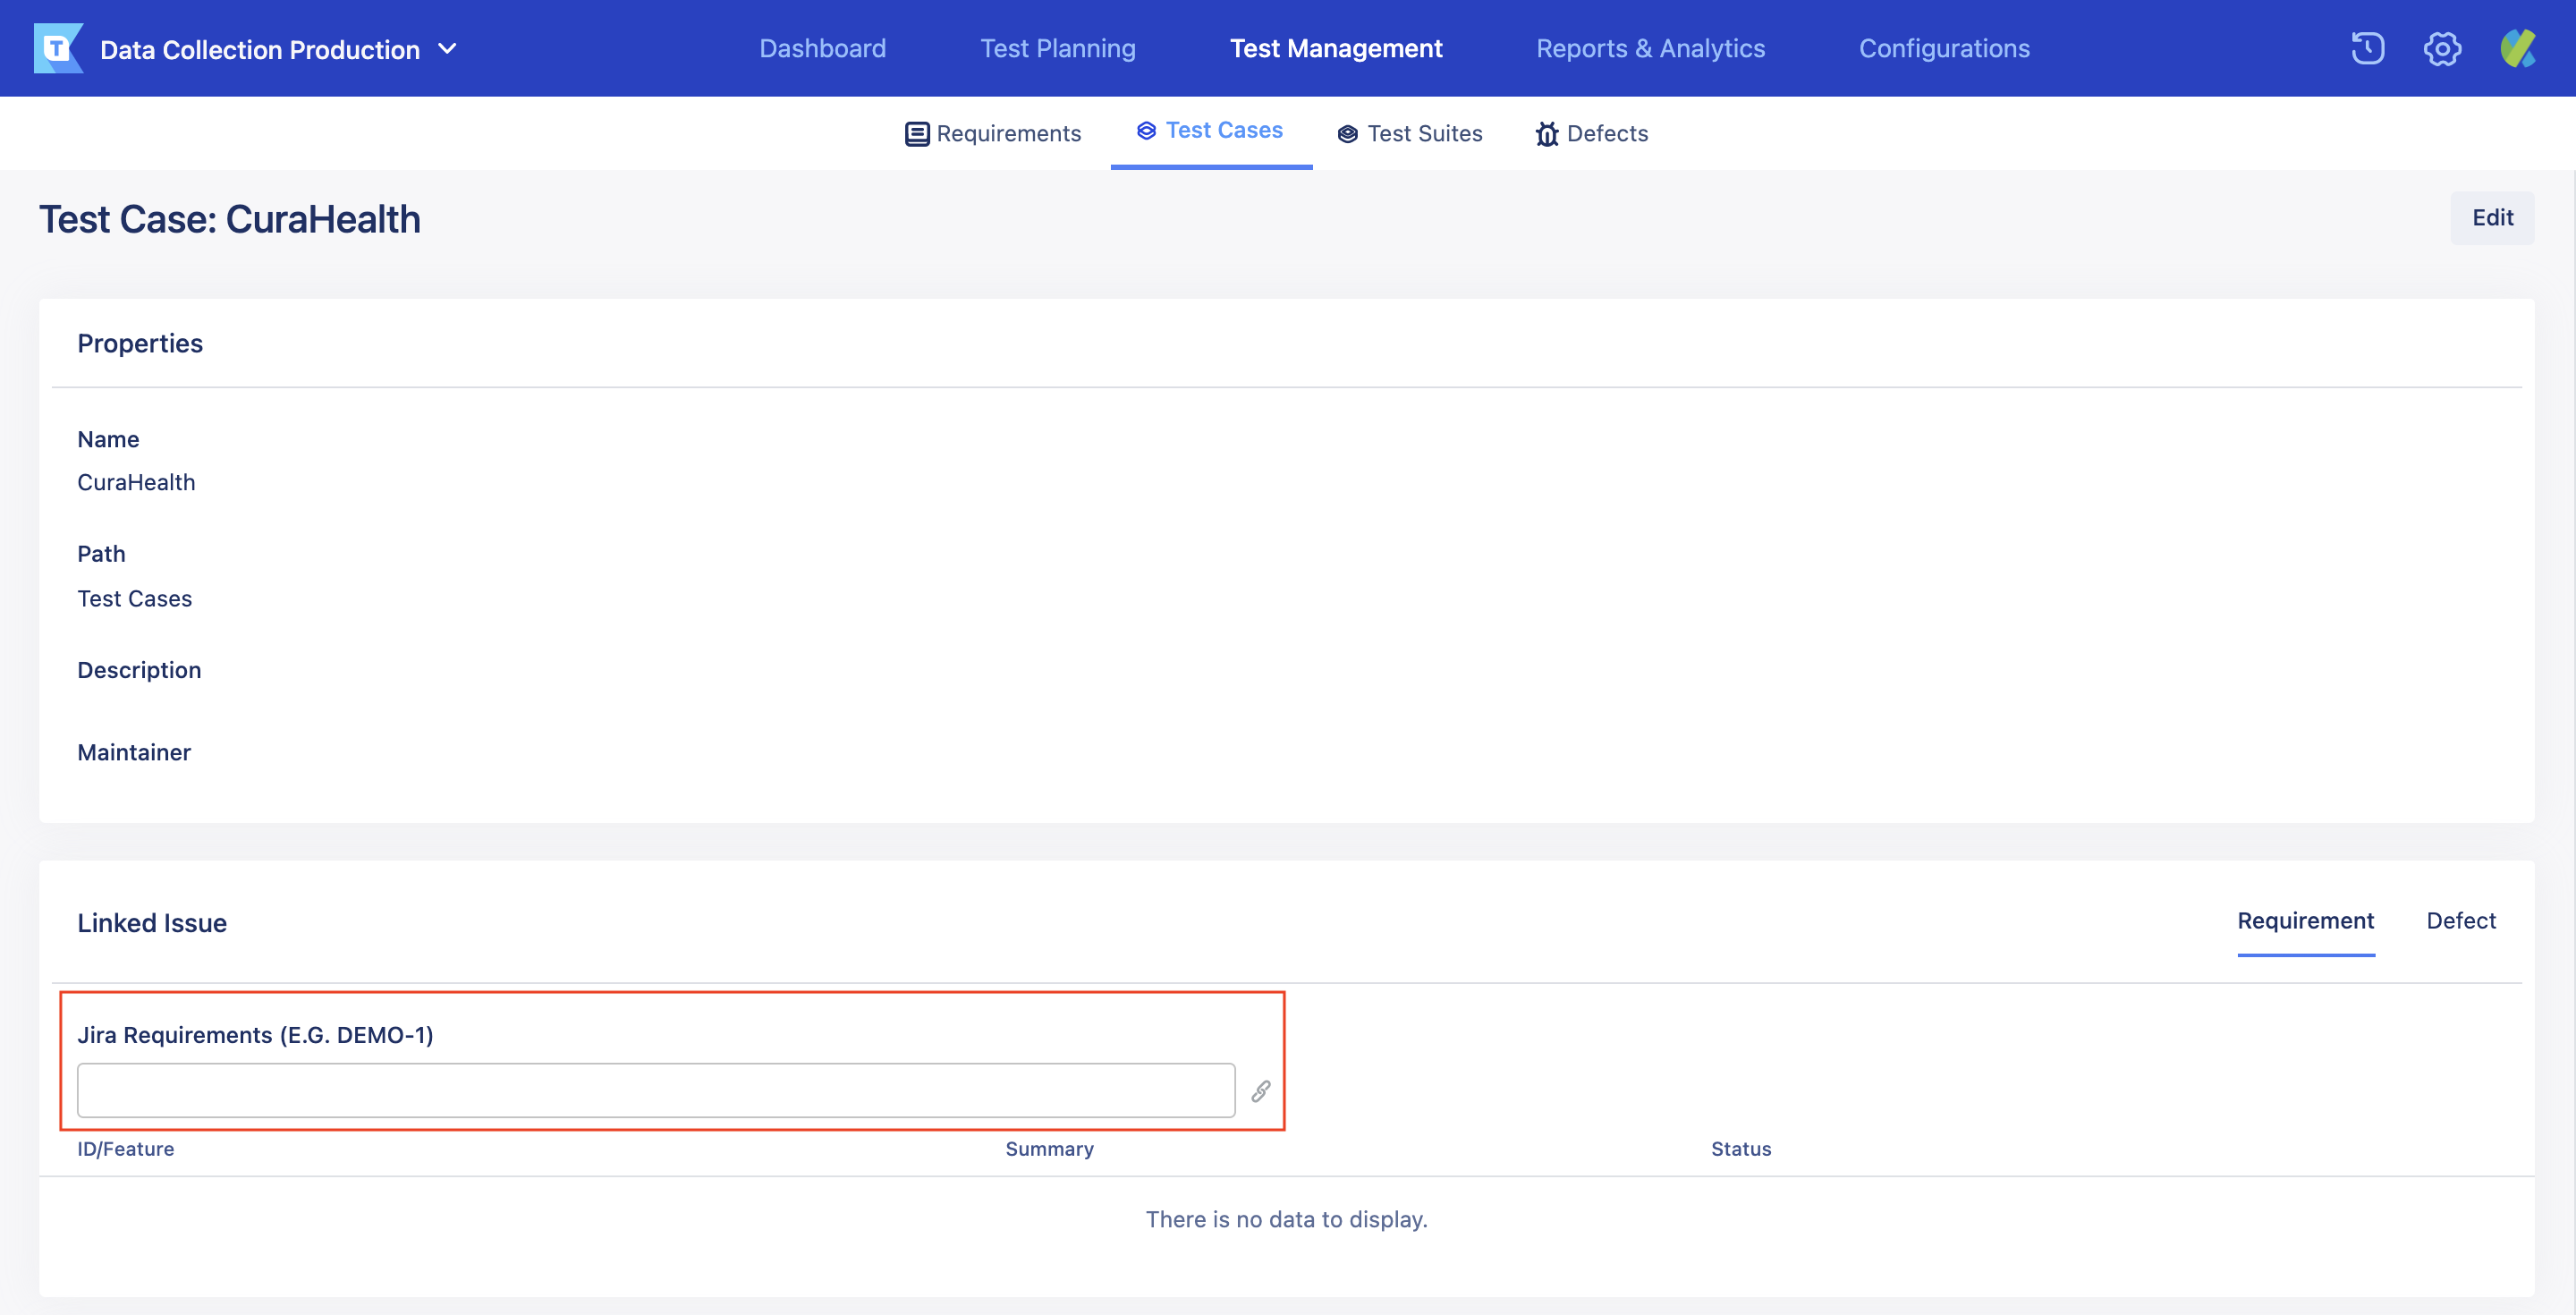 T Data Collection Production
Dashboard Test Planning Test Management Reports & Analytics Configurations
Requirements Test Cases Test Suites Defects
Test Case: CuraHealth
Edit
Properties
Name
CuraHealth
Path
Test Cases
Description
Maintainer
Linked Issue
Requirement Defect
Jira Requirements (E.G. DEMO-1)
ID/Feature Summary Status
There is no data to display.